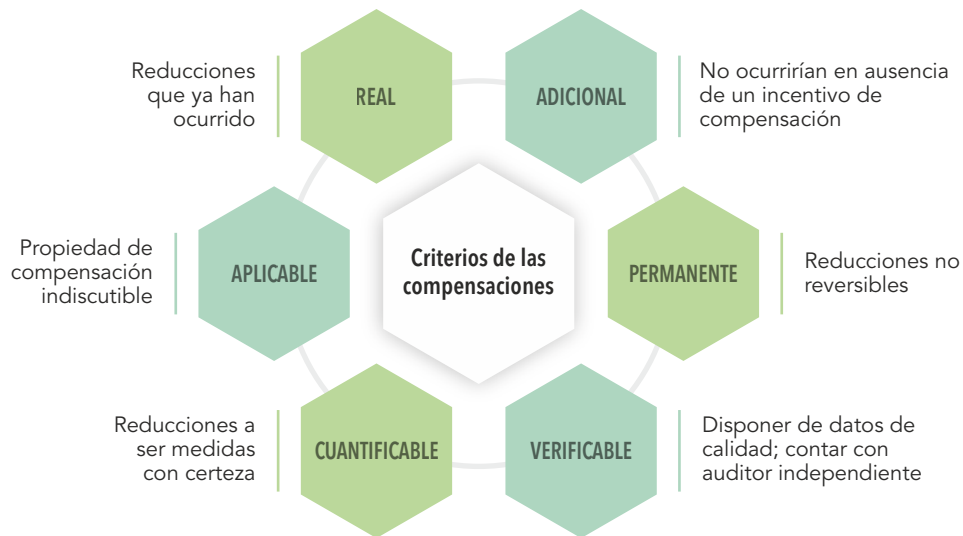 Reducciones
que ya han
ocurrido
REAL
ADICIONAL
No ocurrirían en ausencia
de un incentivo de
compensación
Propiedad de
compensación
indiscutible
APLICABLE
Criterios de las
compensaciones
PERMANENTE
Reducciones no
reversibles
Reducciones a
ser medidas
con certeza
CUANTIFICABLE
VERIFICABLE
Disponer de datos de
calidad; contar con
auditor independiente